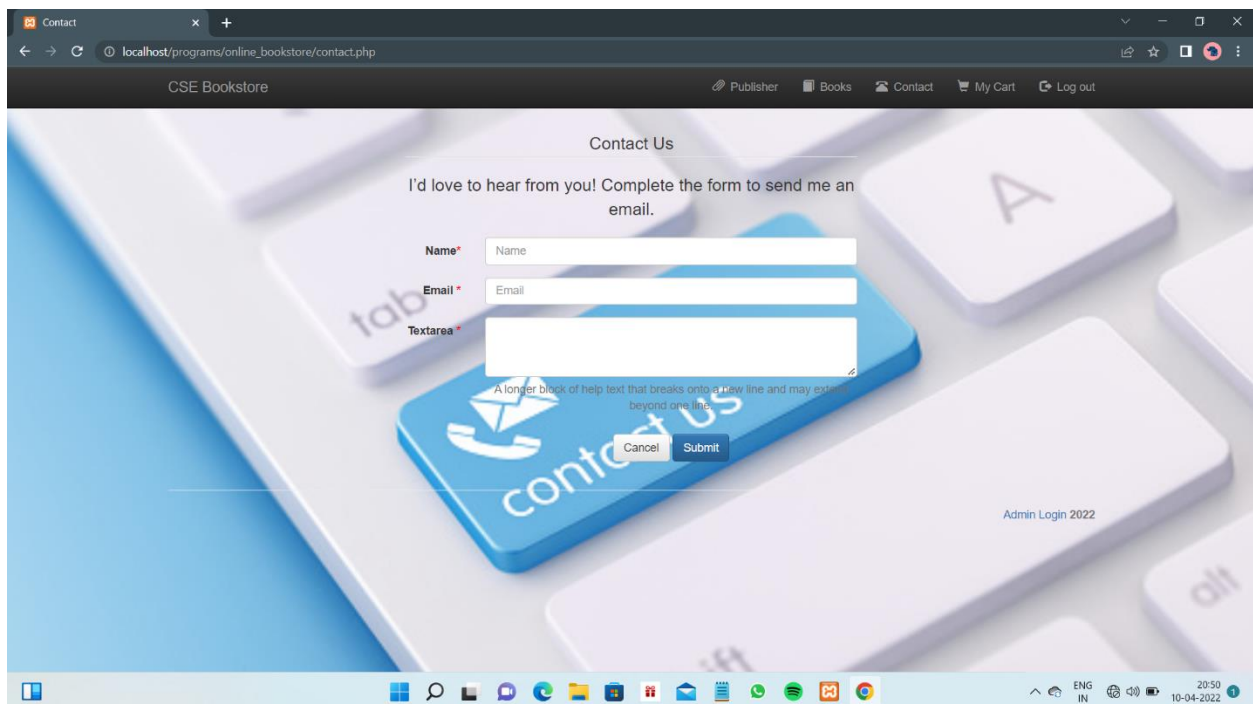 Contact
localhost/programs/online_bookstore/contact.php
CSE Bookstore
Publisher
Books
Contact
My Cart
Log out
Contact Us
I'd love to hear from you! Complete the form to send me an
email.
Name*
Name
Email *
Email
Textarea *
A longer block of help text that breaks onto a new line and may extend
beyond one line.
Cancel
Submit
Admin Login 2022
tab
A
contact us
alt
shift
ENG
IN
20:50
10-04-2022
1